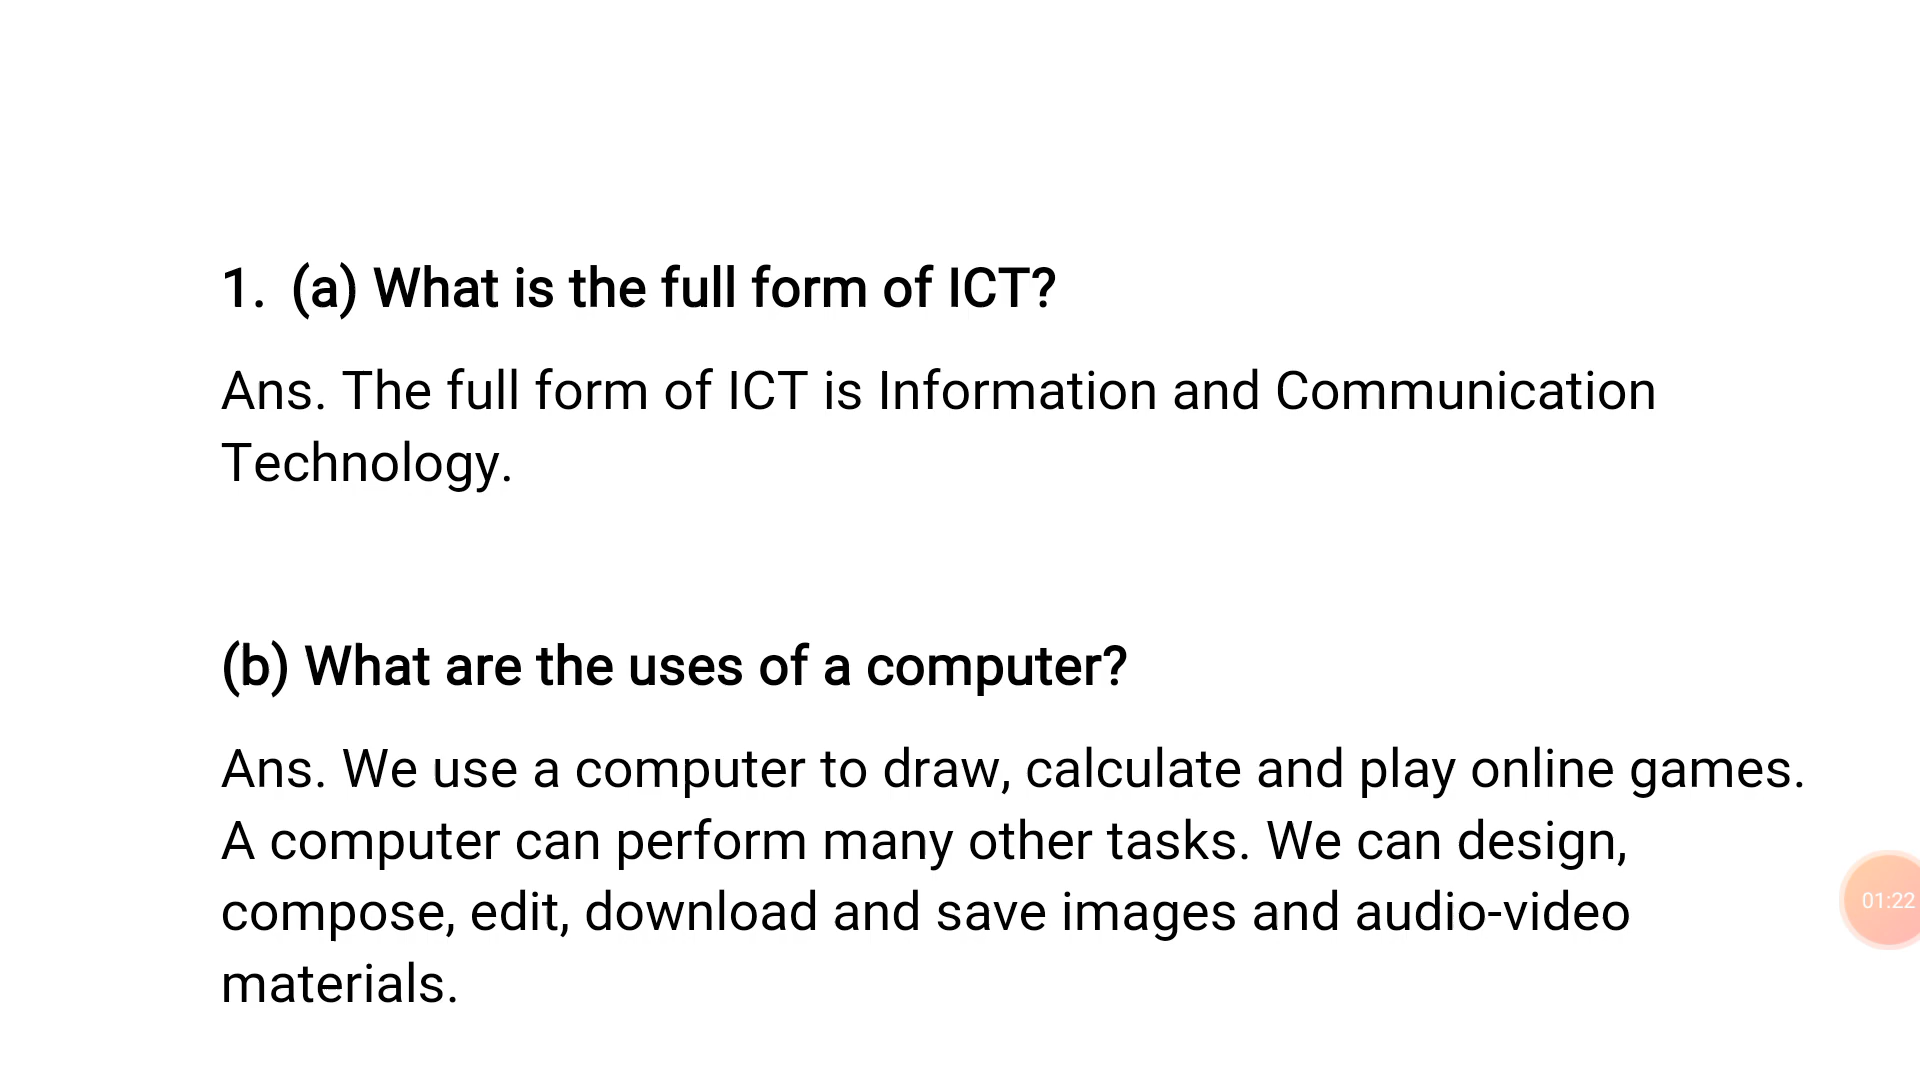 1. (a) What is the full form of ICT?
Ans. The full form of ICT is Information and Communication
Technology.
(b) What are the uses of a computer?
Ans. We use a computer to draw, calculate and play online games.
A computer can perform many other tasks. We can design,
compose, edit, download and save images and audio-video
materials.
01:22